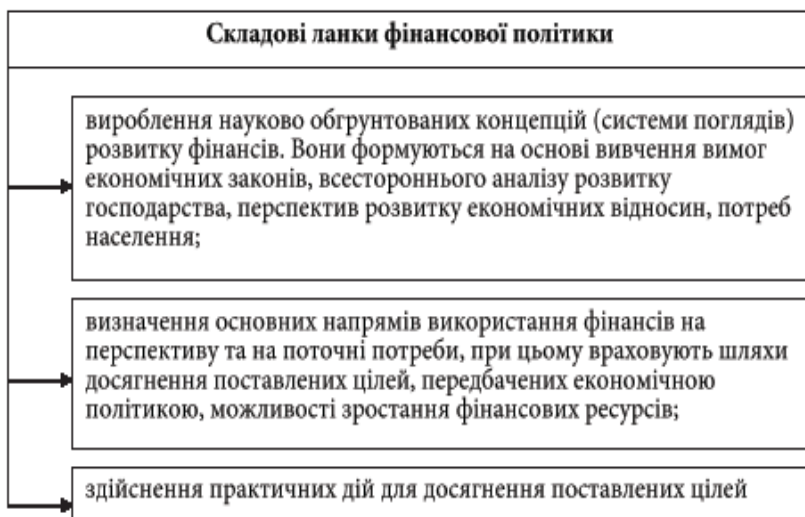 Складові ланки фінансової політики
вироблення науково обгрунтованих концепцій (системи поглядів)
розвитку фінансів. Вони формуються на основі вивчення вимог
економічних законів, всестороннього аналізу розвитку
господарства, перспектив розвитку економічних відносин, потреб
населення;
визначення основних напрямів використання фінансів на
перспективу та на поточні потреби, при цьому враховують шляхи
досягнення поставлених цілей, передбачених економічною
політикою, можливості зростання фінансових ресурсів;
здійснення практичних дій для досягнення поставлених цілей